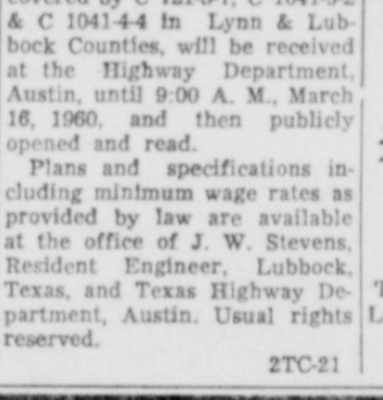 & C 1041-4-4 in Lynn & Lub-
bock Counties, will be received
at the Highway Department,
Austin, until 9:00 A. M., March
16, 1960, and then publicly
opened and read.
Plans and specifications in-
cluding minimum wage rates as
provided by law are available
at the office of J. W. Stevens,
Resident Engineer, Lubbock,
Texas, and Texas Highway De-
partment, Austin. Usual rights
reserved.
2TC-21